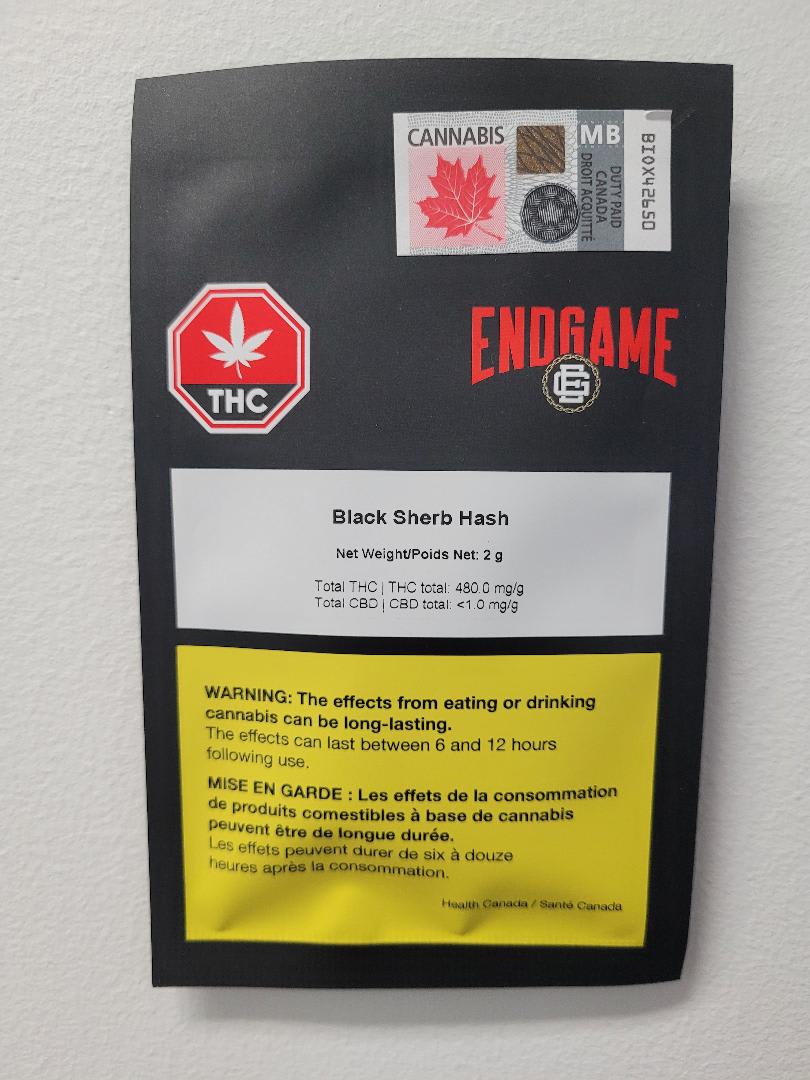 CANNABIS
MB
DUTY PAID
CANADA
DROIT ACQUITTÉ
BIOX42650
THC
ENDGAME
EG
Black Sherb Hash
Net Weight/Poids Net: 2 g
Total THC | THC total: 480.0 mg/g
Total CBD | CBD total: <1.0 mg/g
WARNING: The effects from eating or drinking
cannabis can be long-lasting.
The effects can last between 6 and 12 hours
following use.
MISE EN GARDE : Les effets de la consommation
de produits comestibles à base de cannabis
peuvent être de longue durée.
Les effets peuvent durer de six à douze
heures après la consommation.
Health Canada / Santé Canada